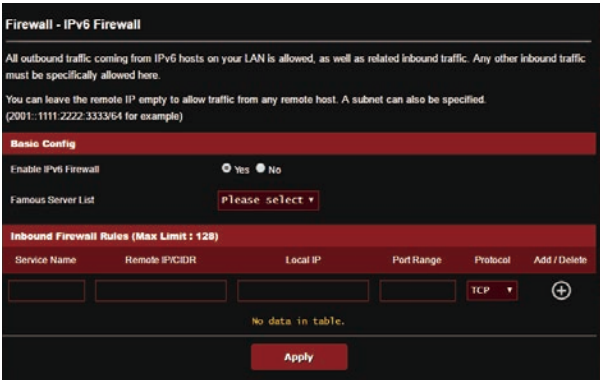 Firewall - IPv6 Firewall
All outbound traffic coming from IPv6 hosts on your LAN is allowed, as well as related inbound traffic. Any other inbound traffic
must be specifically allowed here.
You can leave the remote IP empty to allow traffic from any remote host. A subnet can also be specified.
(2001::1111:2222:3333/64 for example)
Basic Config
Enable IPv6 Firewall Yes No
Famous Server List Please select
Inbound Firewall Rules (Max Limit : 128)
Service Name Remote IP/CIDR Local IP Port Range Protocol Add / Delete
TCP
No data in table.
Apply